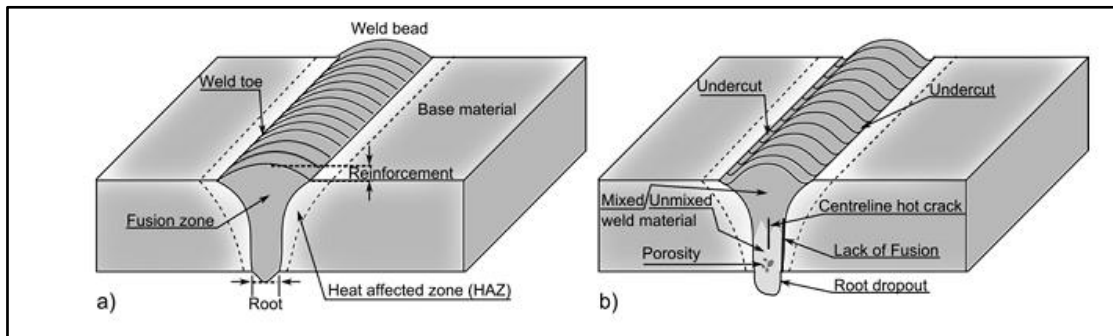 Weld bead
Weld toe
Base material
Reinforcement
Fusion zone
Heat affected zone (HAZ)
Root
a)
Undercut
Undercut
Mixed/Unmixed
weld material
Centreline hot crack
Porosity
Lack of Fusion
Root dropout
b)